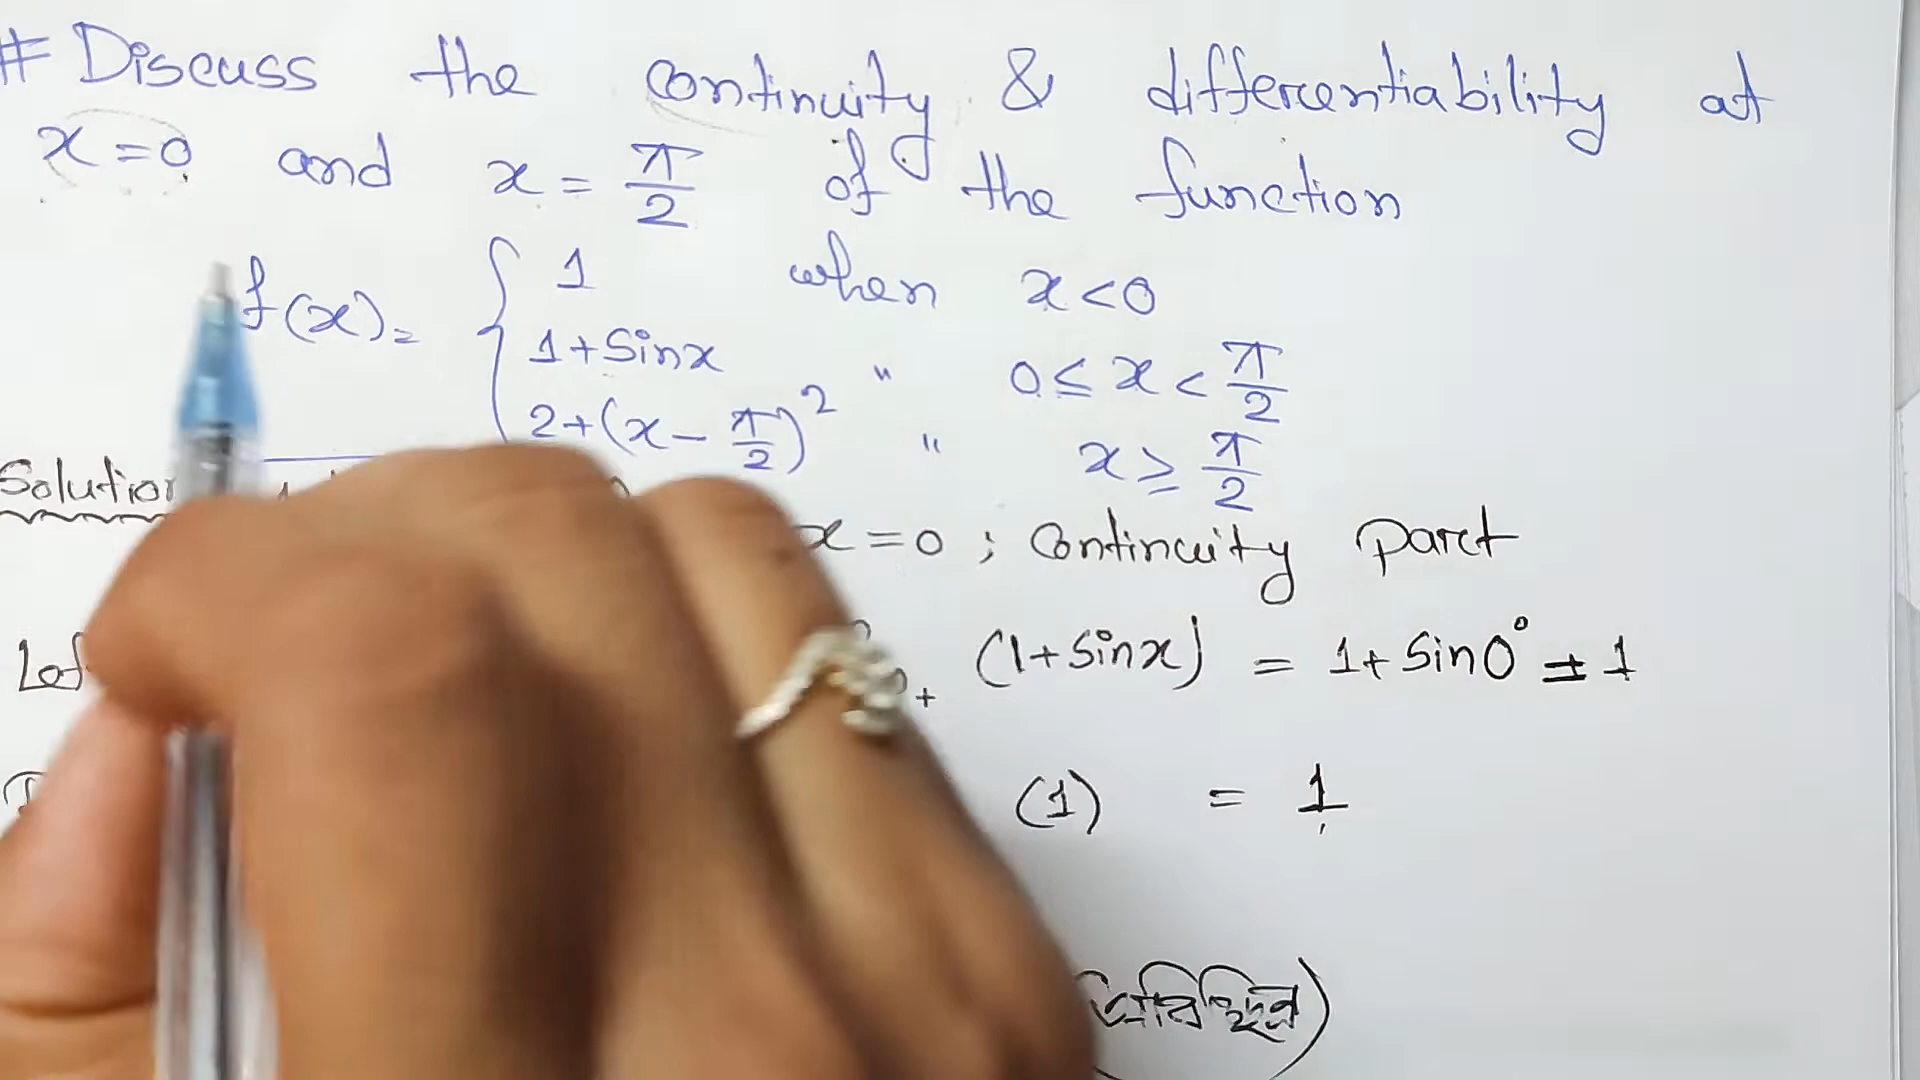 # Discuss the continuity & differentiability at
x=0 and x = π/2 of the function
f(x)= { 1 when x<0
1+Sinx " 0 ≤ x < π/2
2+(x - π/2)² " x ≥ π/2
Solution
x=0 ; Continuity Part
(1+Sinx) = 1+Sin0° = 1
(1) = 1